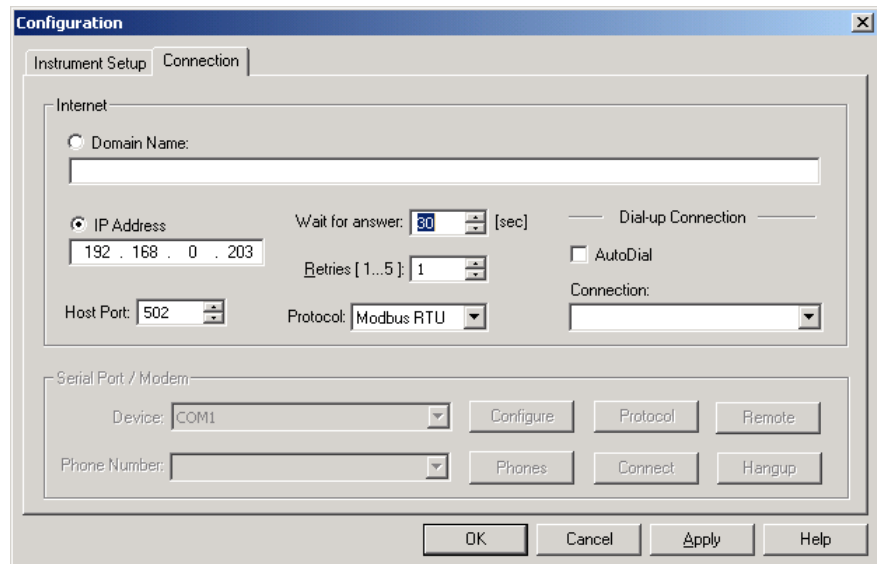 Configuration
Instrument Setup
Connection
Internet
Domain Name:
IP Address
192 . 168 . 0 . 203
Host Port: 502
Wait for answer: 30 [sec]
Retries [ 1...5 ]: 1
Protocol: Modbus RTU
Dial-up Connection
AutoDial
Connection:
Serial Port / Modem
Device: COM1
Configure
Protocol
Remote
Phone Number:
Phones
Connect
Hangup
OK
Cancel
Apply
Help